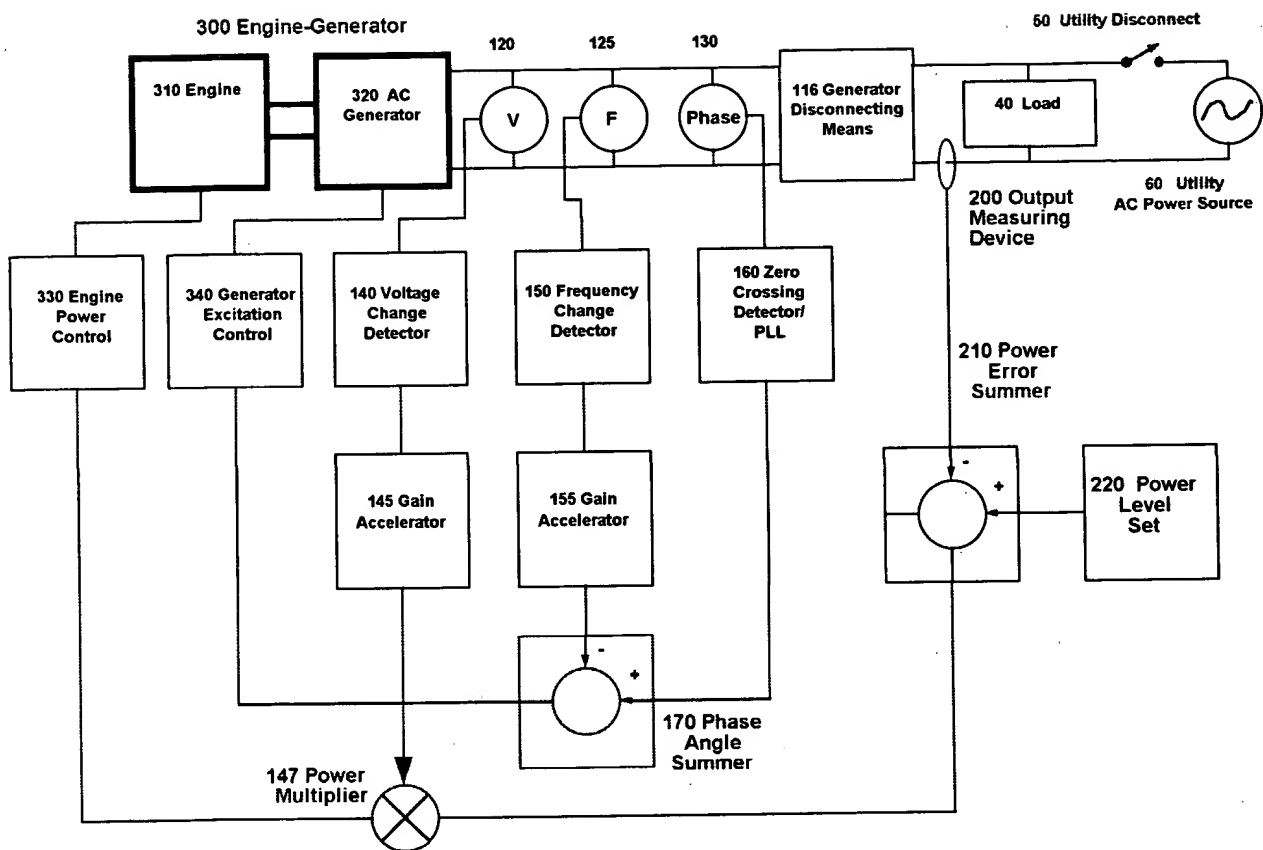 300 Engine-Generator
120
125
130
50 Utility Disconnect
310 Engine
320 AC
Generator
V
F
Phase
116 Generator
Disconnecting
Means
40 Load
60 Utility
AC Power Source
200 Output
Measuring
Device
330 Engine
Power
Control
340 Generator
Excitation
Control
140 Voltage
Change
Detector
150 Frequency
Change
Detector
160 Zero
Crossing
Detector/
PLL
210 Power
Error
Summer
145 Gain
Accelerator
155 Gain
Accelerator
-
+
220 Power
Level
Set
-
+
170 Phase
Angle
Summer
147 Power
Multiplier